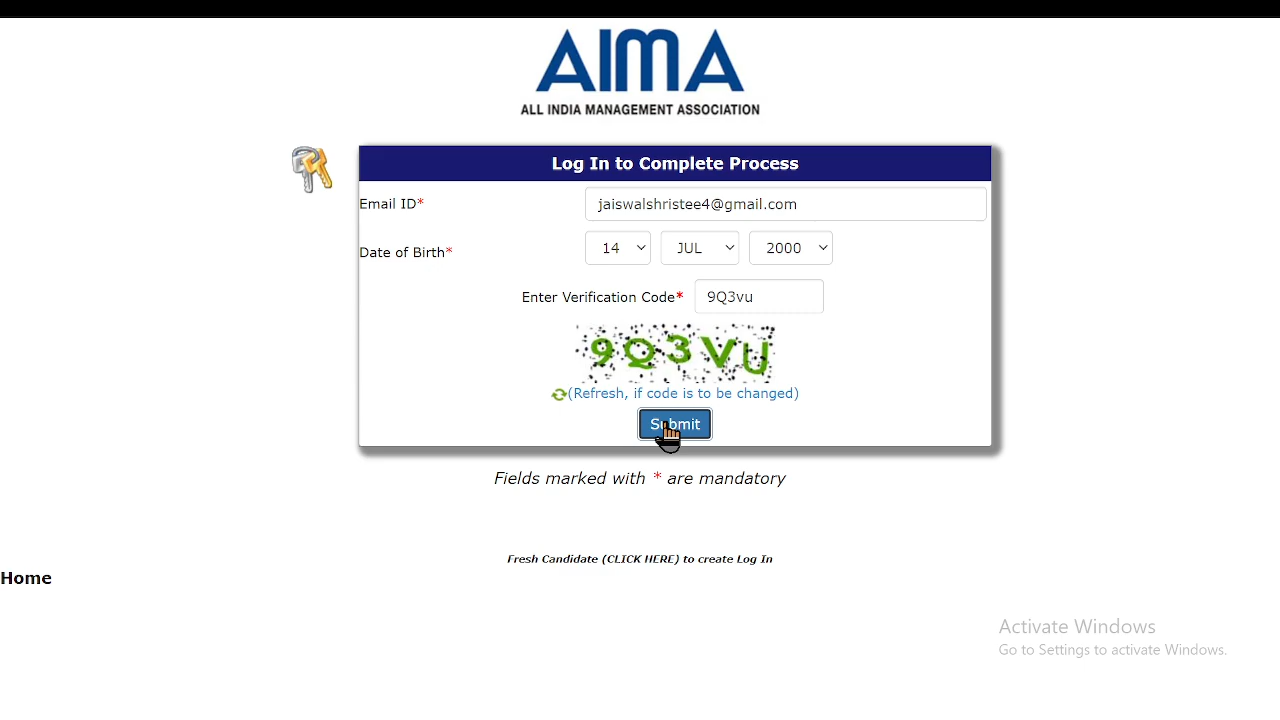 AIMA
ALL INDIA MANAGEMENT ASSOCIATION
Log In to Complete Process
Email ID* jaiswalshristee4@gmail.com
Date of Birth* 14 JUL 2000
Enter Verification Code* 9Q3vu
9Q3VU
(Refresh, if code is to be changed)
Submit
Fields marked with * are mandatory
Fresh Candidate (CLICK HERE) to create Log In
Home
Activate Windows
Go to Settings to activate Windows.